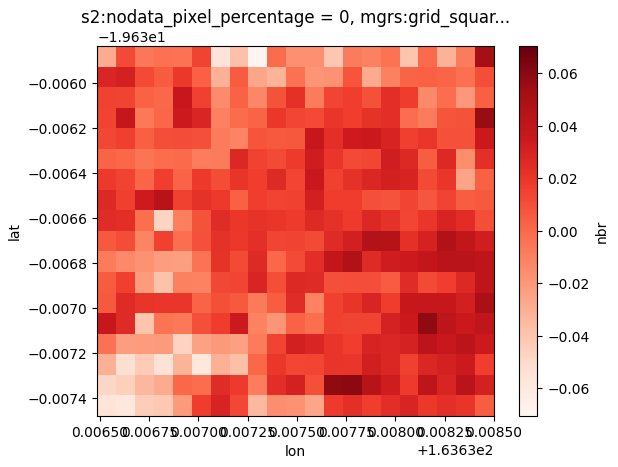 s2:nodata_pixel_percentage = 0, mgrs:grid_squar...
−1.963e1
−0.0060
−0.0062
−0.0064
−0.0066
−0.0068
−0.0070
−0.0072
−0.0074
lat
0.00650 0.00675 0.00700 0.00725 0.00750 0.00775 0.00800 0.00825 0.00850
lon
+1.6363e2
0.06
0.04
0.02
0.00
−0.02
−0.04
−0.06
nbr